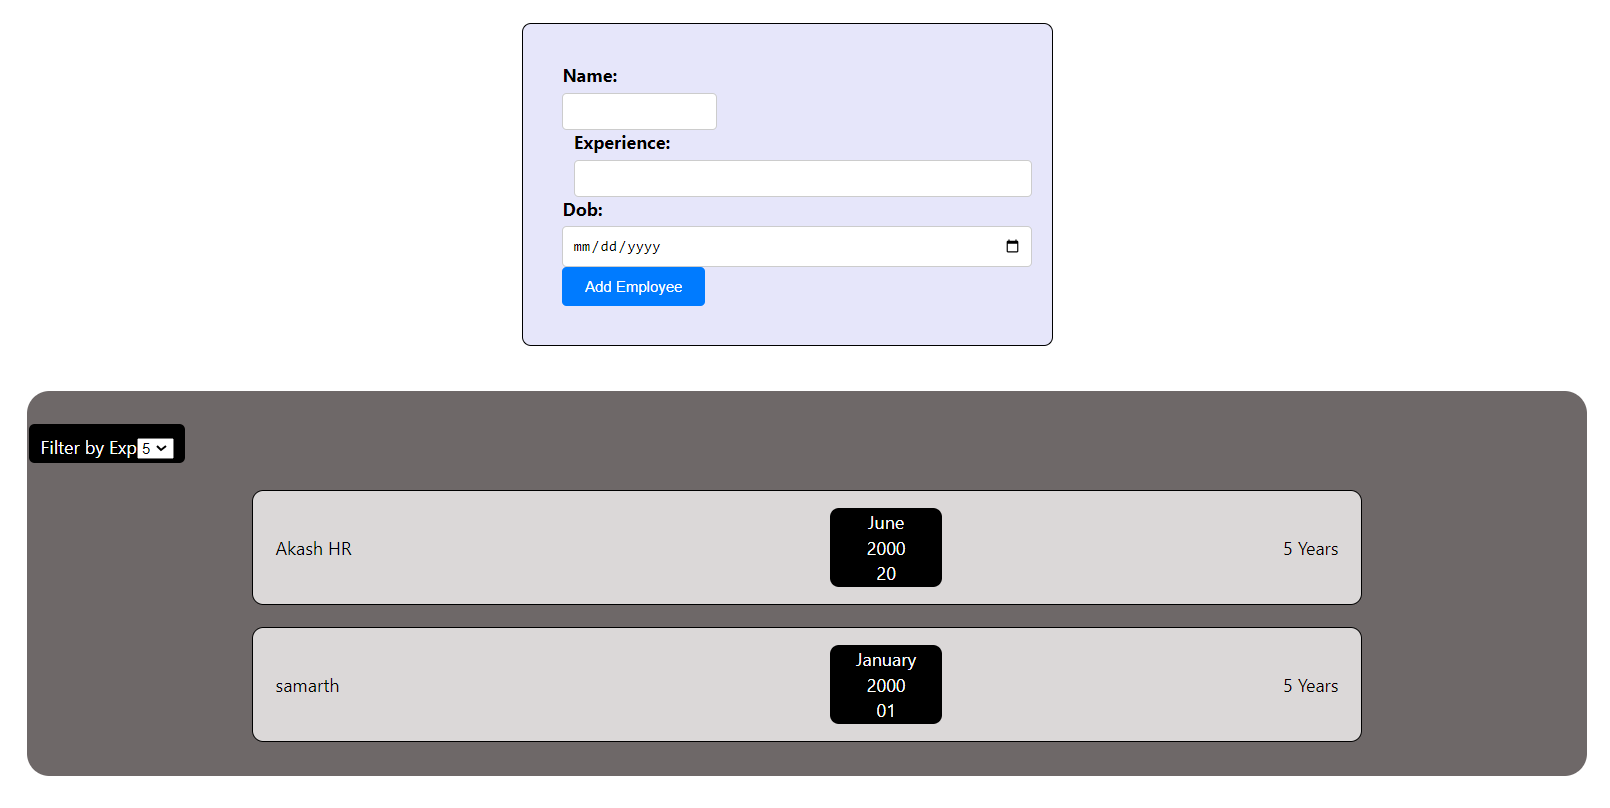 Name:
Experience:
Dob:
mm/dd/yyyy
Add Employee
Filter by Exp 5
Akash HR
June
2000
20
5 Years
samarth
January
2000
01
5 Years